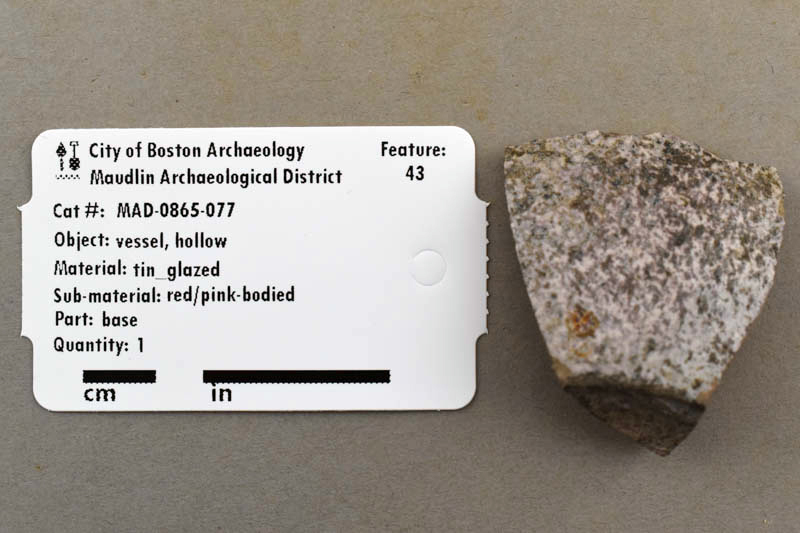 City of Boston Archaeology
Maudlin Archaeological District
Feature:
43
Cat #: MAD-0865-077
Object: vessel, hollow
Material: tin_glazed
Sub-material: red/pink-bodied
Part: base
Quantity: 1
cm in